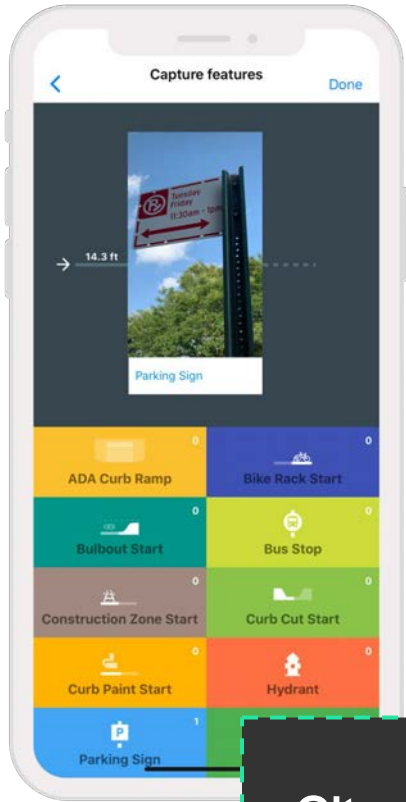 Capture features
Done
Tuesday
Friday
11:30am - 1pm
14.3 ft
Parking Sign
0
0
ADA Curb Ramp
Bike Rack Start
0
0
Bulbout Start
Bus Stop
0
0
Construction Zone Start
Curb Cut Start
0
0
Curb Paint Start
Hydrant
1
P
Parking Sign